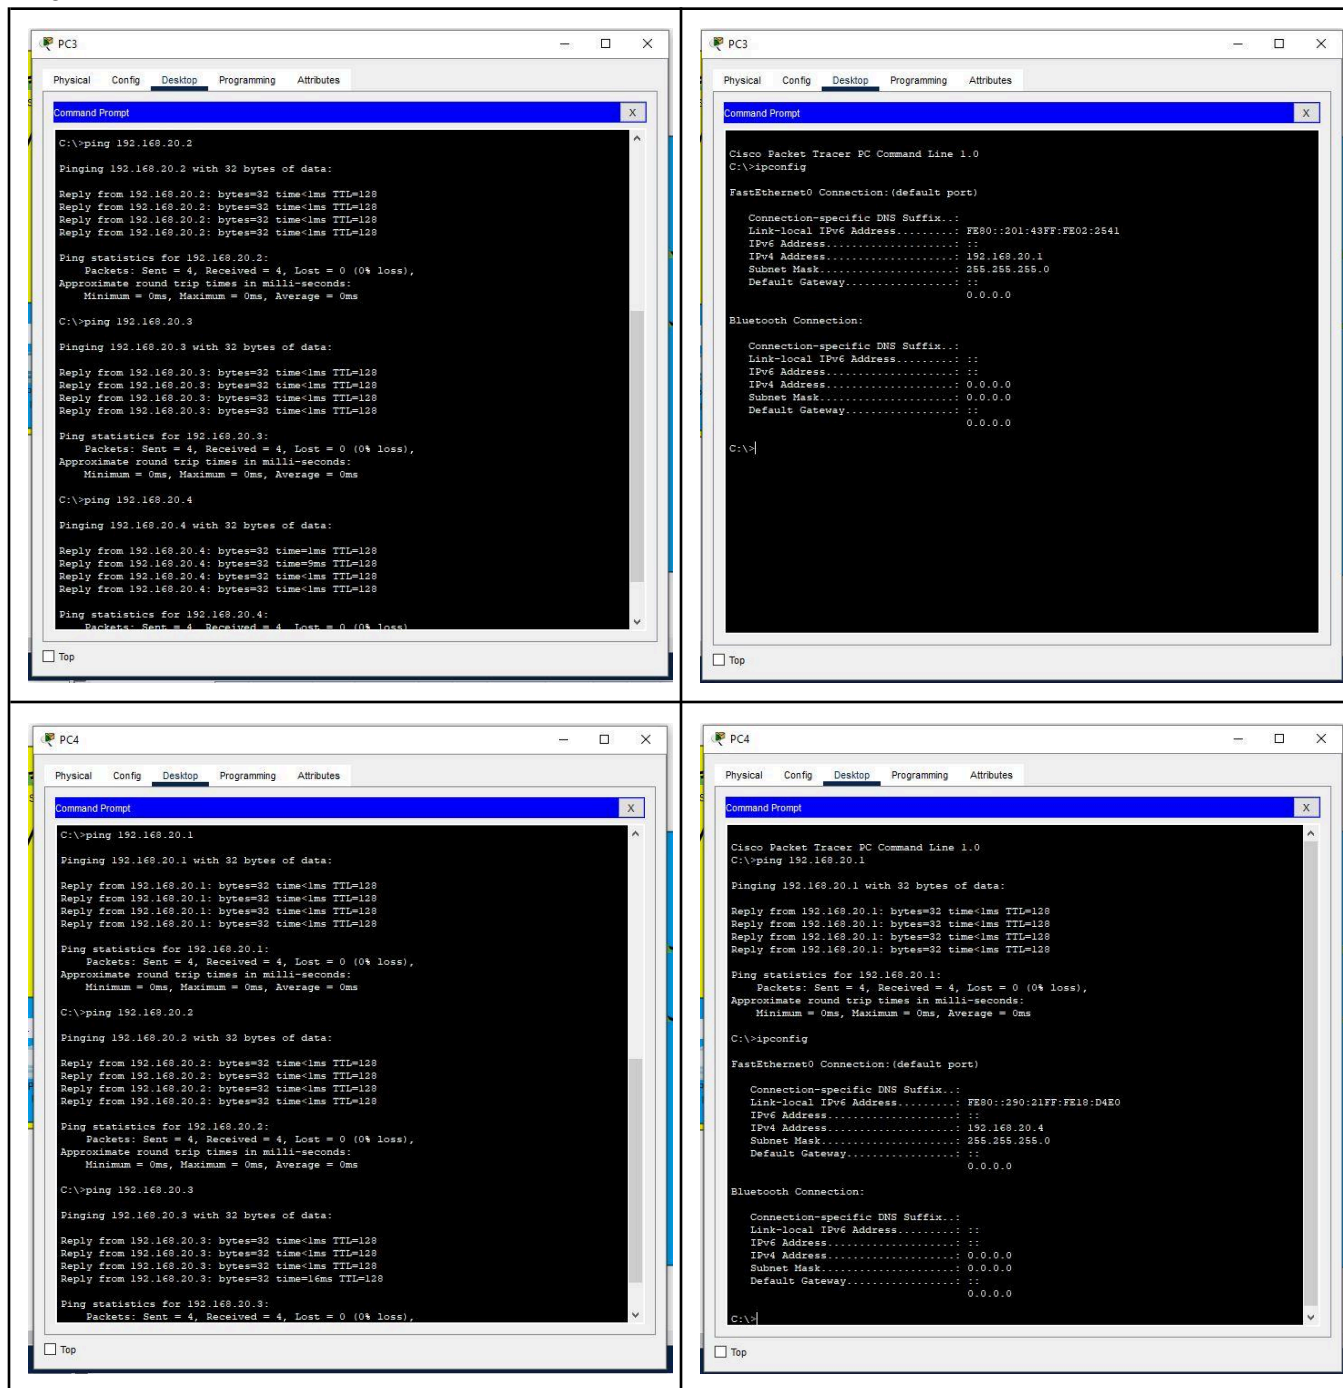 PC3
Physical Config Desktop Programming Attributes
Command Prompt
X
C:\>ping 192.168.20.2
Pinging 192.168.20.2 with 32 bytes of data:
Reply from 192.168.20.2: bytes=32 time<1ms TTL=128
Reply from 192.168.20.2: bytes=32 time<1ms TTL=128
Reply from 192.168.20.2: bytes=32 time<1ms TTL=128
Reply from 192.168.20.2: bytes=32 time<1ms TTL=128
Ping statistics for 192.168.20.2:
Packets: Sent = 4, Received = 4, Lost = 0 (0% loss),
Approximate round trip times in milli-seconds:
Minimum = 0ms, Maximum = 0ms, Average = 0ms
C:\>ping 192.168.20.3
Pinging 192.168.20.3 with 32 bytes of data:
Reply from 192.168.20.3: bytes=32 time<1ms TTL=128
Reply from 192.168.20.3: bytes=32 time<1ms TTL=128
Reply from 192.168.20.3: bytes=32 time<1ms TTL=128
Reply from 192.168.20.3: bytes=32 time<1ms TTL=128
Ping statistics for 192.168.20.3:
Packets: Sent = 4, Received = 4, Lost = 0 (0% loss),
Approximate round trip times in milli-seconds:
Minimum = 0ms, Maximum = 0ms, Average = 0ms
C:\>ping 192.168.20.4
Pinging 192.168.20.4 with 32 bytes of data:
Reply from 192.168.20.4: bytes=32 time=1ms TTL=128
Reply from 192.168.20.4: bytes=32 time=9ms TTL=128
Reply from 192.168.20.4: bytes=32 time<1ms TTL=128
Reply from 192.168.20.4: bytes=32 time<1ms TTL=128
Ping statistics for 192.168.20.4:
Packets: Sent = 4, Received = 4, Lost = 0 (0% loss)
Top
PC3
Physical Config Desktop Programming Attributes
Command Prompt
X
Cisco Packet Tracer PC Command Line 1.0
C:\>ipconfig
FastEthernet0 Connection:(default port)
Connection-specific DNS Suffix..:
Link-local IPv6 Address.........: FE80::201:43FF:FE02:2541
IPv6 Address....................: ::
IPv4 Address....................: 192.168.20.1
Subnet Mask.....................: 255.255.255.0
Default Gateway.................: ::
0.0.0.0
Bluetooth Connection:
Connection-specific DNS Suffix..:
Link-local IPv6 Address.........: ::
IPv6 Address....................: ::
IPv4 Address....................: 0.0.0.0
Subnet Mask.....................: 0.0.0.0
Default Gateway.................: ::
0.0.0.0
C:\>
Top
PC4
Physical Config Desktop Programming Attributes
Command Prompt
X
C:\>ping 192.168.20.1
Pinging 192.168.20.1 with 32 bytes of data:
Reply from 192.168.20.1: bytes=32 time<1ms TTL=128
Reply from 192.168.20.1: bytes=32 time<1ms TTL=128
Reply from 192.168.20.1: bytes=32 time<1ms TTL=128
Reply from 192.168.20.1: bytes=32 time<1ms TTL=128
Ping statistics for 192.168.20.1:
Packets: Sent = 4, Received = 4, Lost = 0 (0% loss),
Approximate round trip times in milli-seconds:
Minimum = 0ms, Maximum = 0ms, Average = 0ms
C:\>ping 192.168.20.2
Pinging 192.168.20.2 with 32 bytes of data:
Reply from 192.168.20.2: bytes=32 time<1ms TTL=128
Reply from 192.168.20.2: bytes=32 time<1ms TTL=128
Reply from 192.168.20.2: bytes=32 time<1ms TTL=128
Reply from 192.168.20.2: bytes=32 time<1ms TTL=128
Ping statistics for 192.168.20.2:
Packets: Sent = 4, Received = 4, Lost = 0 (0% loss),
Approximate round trip times in milli-seconds:
Minimum = 0ms, Maximum = 0ms, Average = 0ms
C:\>ping 192.168.20.3
Pinging 192.168.20.3 with 32 bytes of data:
Reply from 192.168.20.3: bytes=32 time<1ms TTL=128
Reply from 192.168.20.3: bytes=32 time<1ms TTL=128
Reply from 192.168.20.3: bytes=32 time<1ms TTL=128
Reply from 192.168.20.3: bytes=32 time=16ms TTL=128
Ping statistics for 192.168.20.3:
Packets: Sent = 4, Received = 4, Lost = 0 (0% loss),
Top
PC4
Physical Config Desktop Programming Attributes
Command Prompt
X
Cisco Packet Tracer PC Command Line 1.0
C:\>ping 192.168.20.1
Pinging 192.168.20.1 with 32 bytes of data:
Reply from 192.168.20.1: bytes=32 time<1ms TTL=128
Reply from 192.168.20.1: bytes=32 time<1ms TTL=128
Reply from 192.168.20.1: bytes=32 time<1ms TTL=128
Reply from 192.168.20.1: bytes=32 time<1ms TTL=128
Ping statistics for 192.168.20.1:
Packets: Sent = 4, Received = 4, Lost = 0 (0% loss),
Approximate round trip times in milli-seconds:
Minimum = 0ms, Maximum = 0ms, Average = 0ms
C:\>ipconfig
FastEthernet0 Connection:(default port)
Connection-specific DNS Suffix..:
Link-local IPv6 Address.........: FE80::290:21FF:FE18:D4E0
IPv6 Address....................: ::
IPv4 Address....................: 192.168.20.4
Subnet Mask.....................: 255.255.255.0
Default Gateway.................: ::
0.0.0.0
Bluetooth Connection:
Connection-specific DNS Suffix..:
Link-local IPv6 Address.........: ::
IPv6 Address....................: ::
IPv4 Address....................: 0.0.0.0
Subnet Mask.....................: 0.0.0.0
Default Gateway.................: ::
0.0.0.0
C:\>
Top